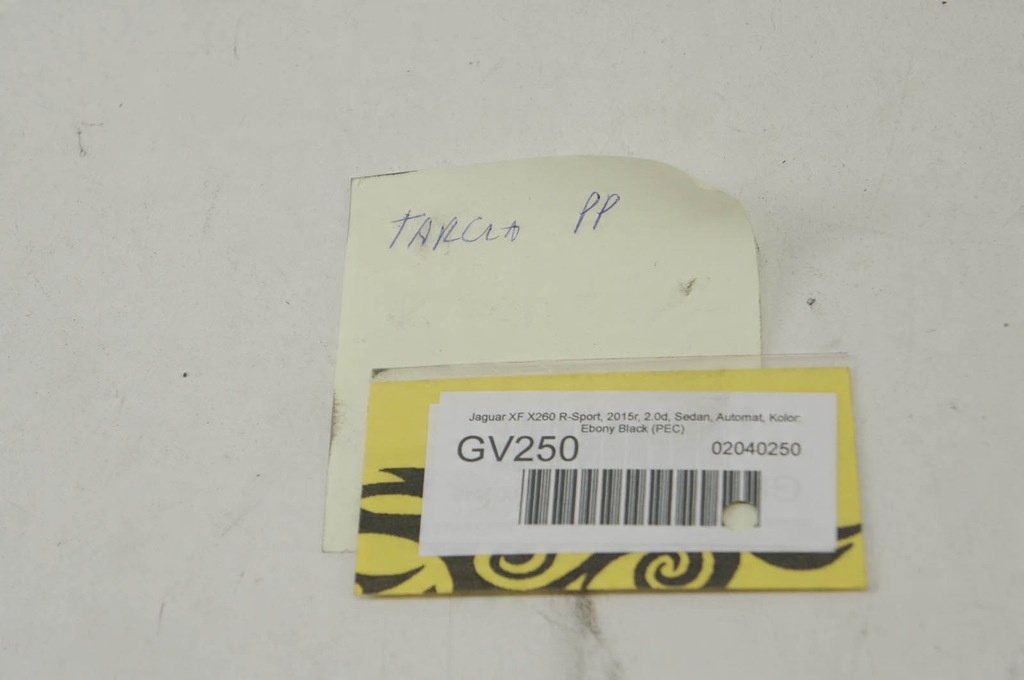 TARCZA PP
Jaguar XF X260 R-Sport, 2015r, 2.0d, Sedan, Automat, Kolor:
Ebony Black (PEC)
GV250 02040250